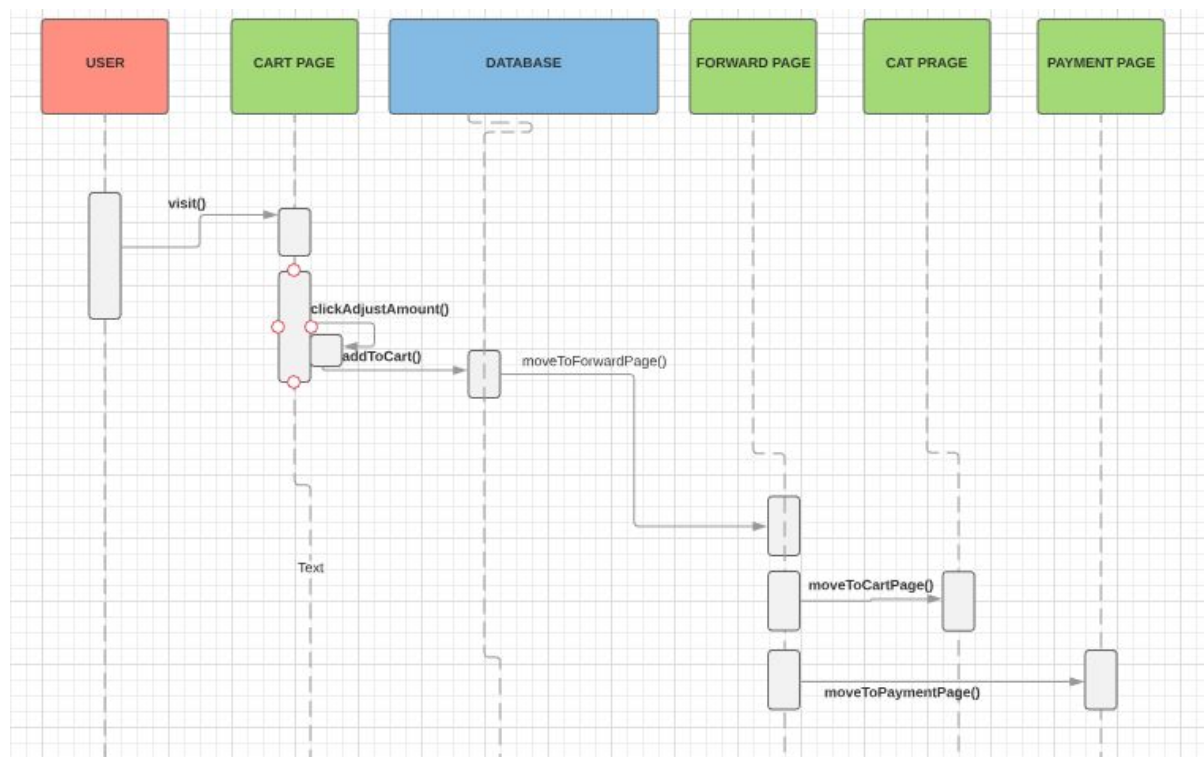 USER
CART PAGE
DATABASE
FORWARD PAGE
CAT PRAGE
PAYMENT PAGE
visit()
clickAdjustAmount()
addToCart()
moveToForwardPage()
Text
moveToCartPage()
moveToPaymentPage()